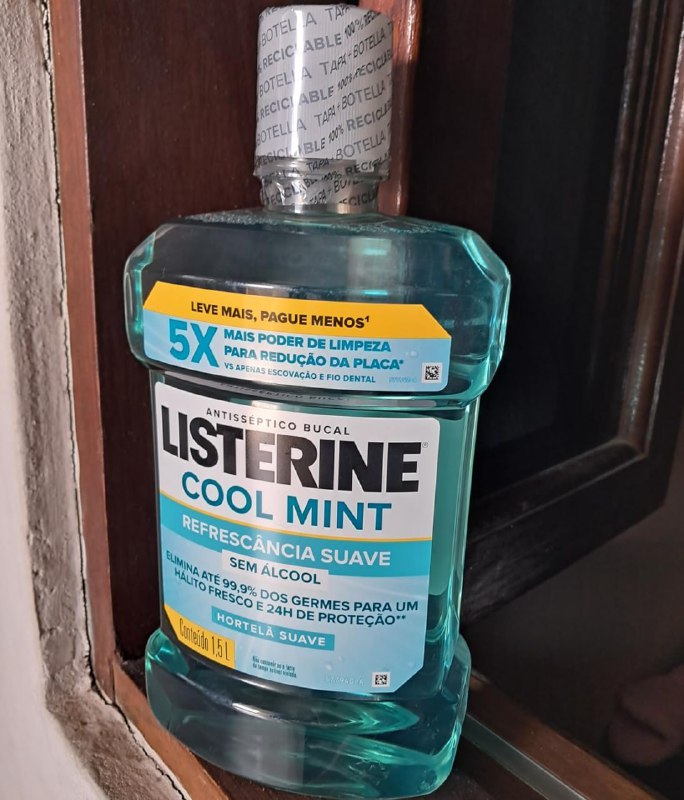 100% RECICLABLE TAPA + BOTELLA
LEVE MAIS, PAGUE MENOS¹
5X MAIS PODER DE LIMPEZA
PARA REDUÇÃO DA PLACA*
VS APENAS ESCOVAÇÃO E FIO DENTAL
ANTISSÉPTICO BUCAL
LISTERINE®
COOL MINT
REFRESCÂNCIA SUAVE
SEM ÁLCOOL
ELIMINA ATÉ 99,9% DOS GERMES PARA UM
HÁLITO FRESCO E 24H DE PROTEÇÃO**
HORTELÃ SUAVE
Conteúdo 1,5 L